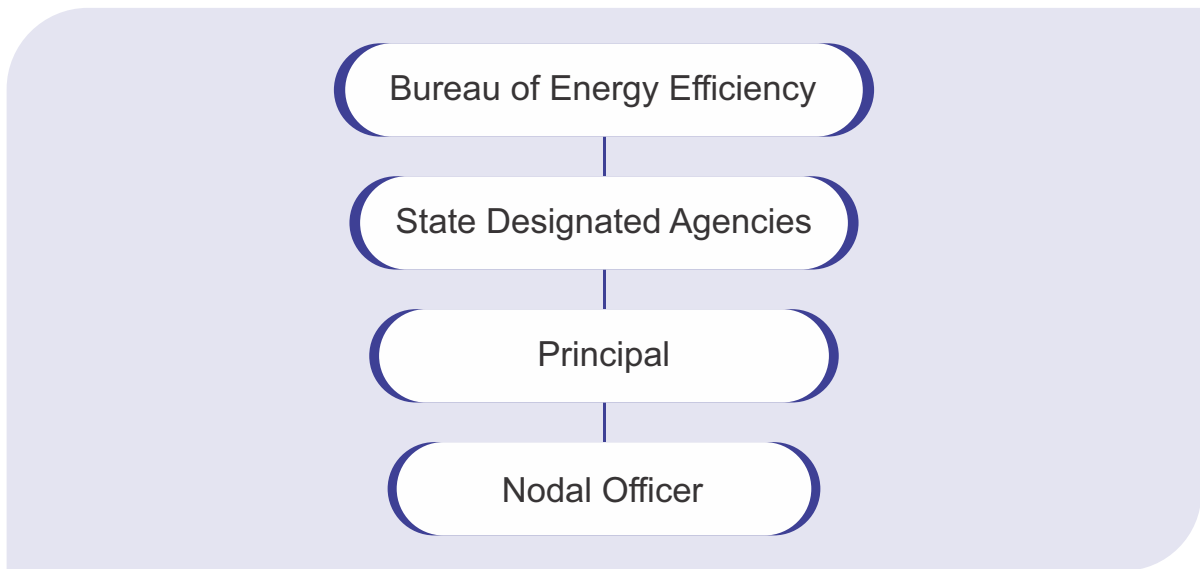 Bureau of Energy Efficiency
State Designated Agencies
Principal
Nodal Officer